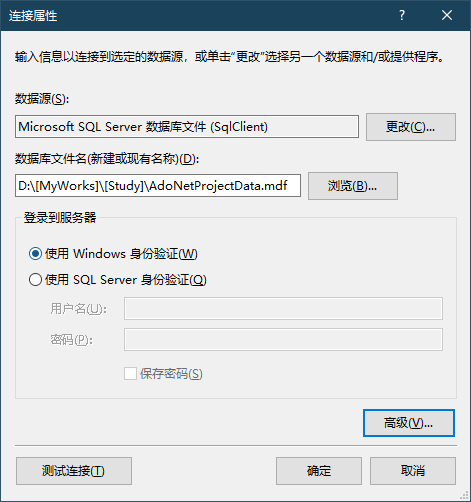 连接属性
输入信息以连接到选定的数据源，或单击“更改”选择另一个数据源和/或提供程序。
数据源(S):
Microsoft SQL Server 数据库文件 (SqlClient)
更改(C)...
数据库文件名(新建或现有名称)(D):
D:\[MyWorks]\[Study]\AdoNetProjectData.mdf
浏览(B)...
登录到服务器
使用 Windows 身份验证(W)
使用 SQL Server 身份验证(Q)
用户名(U):
密码(P):
保存密码(S)
高级(V)...
测试连接(T)
确定
取消